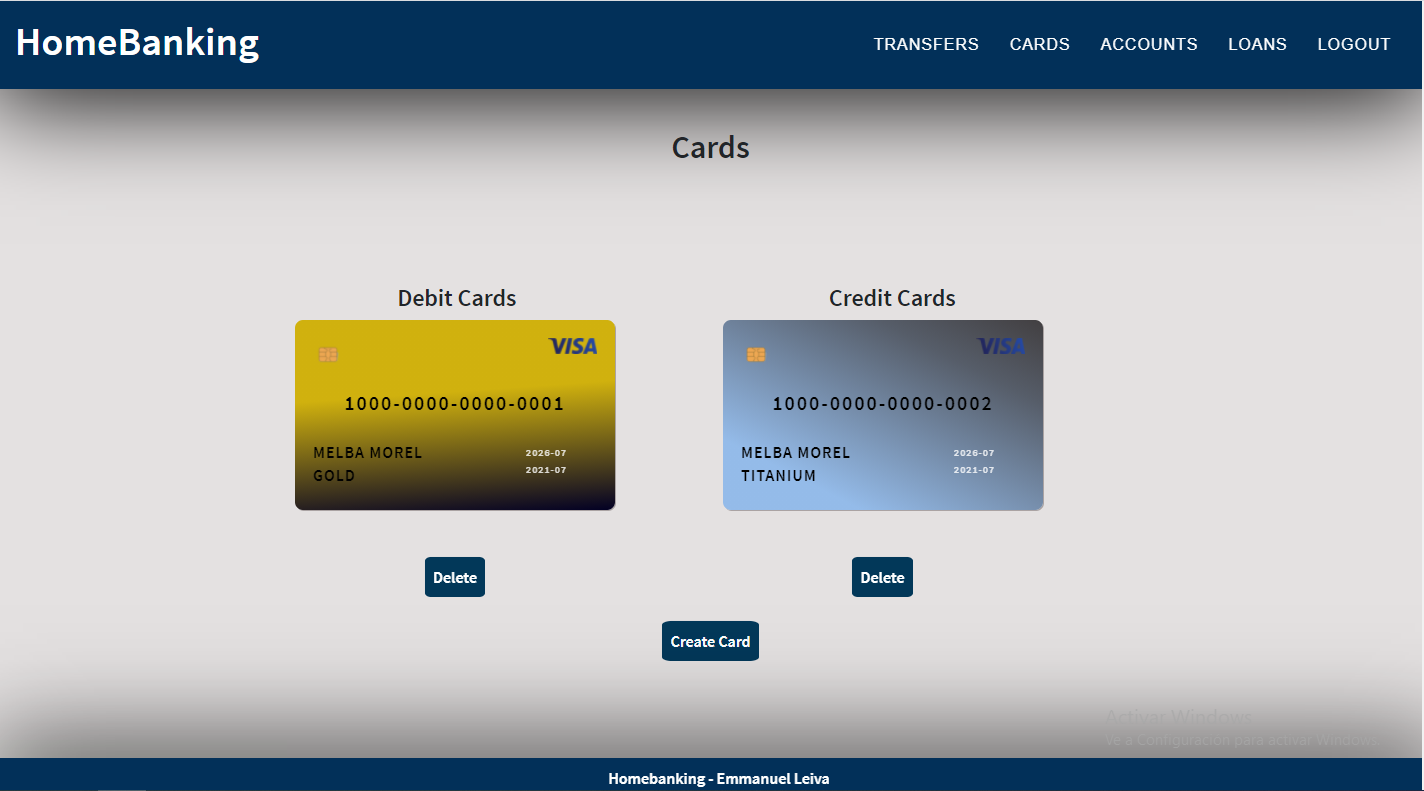 HomeBanking
TRANSFERS CARDS ACCOUNTS LOANS LOGOUT
Cards
Debit Cards
VISA
1000-0000-0000-0001
MELBA MOREL 2026-07
GOLD 2021-07
Delete
Credit Cards
VISA
1000-0000-0000-0002
MELBA MOREL 2026-07
TITANIUM 2021-07
Delete
Create Card
Activar Windows
Ve a Configuración para activar Windows.
Homebanking - Emmanuel Leiva